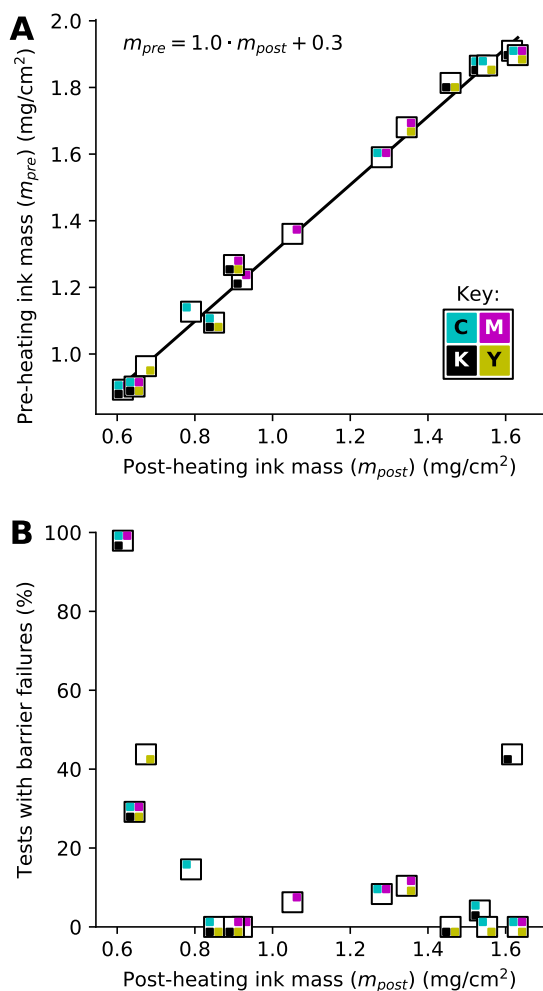 A
m_pre = 1.0 · m_post + 0.3
Pre-heating ink mass (m_pre) (mg/cm²)
2.0
1.8
1.6
1.4
1.2
1.0
Key:
C M
K Y
0.6 0.8 1.0 1.2 1.4 1.6
Post-heating ink mass (m_post) (mg/cm²)
B
Tests with barrier failures (%)
100
80
60
40
20
0
0.6 0.8 1.0 1.2 1.4 1.6
Post-heating ink mass (m_post) (mg/cm²)